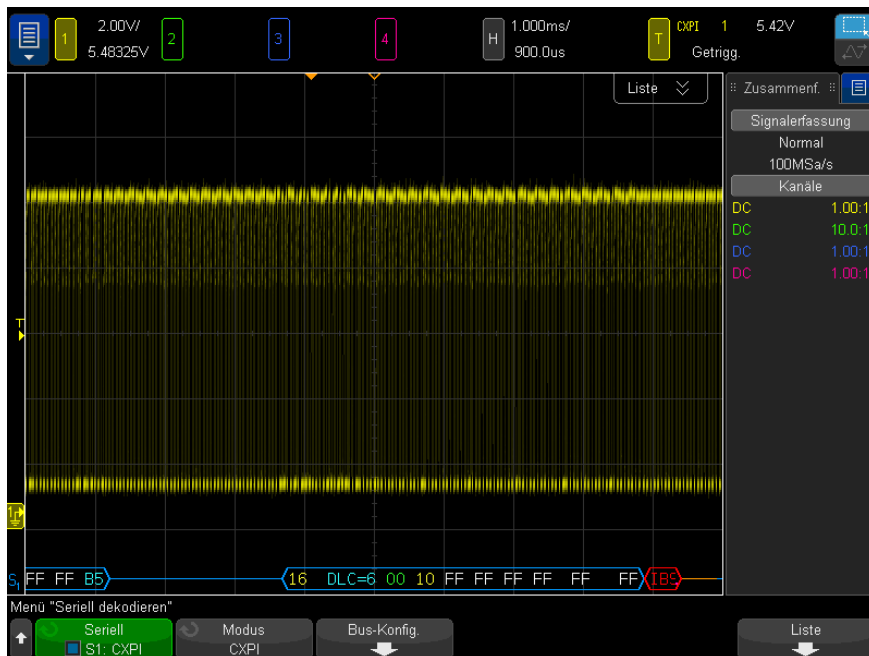 1 2.00V/ 2 3 4 H 1.000ms/ T CXPI 1 5.42V
5.48325V 900.0us Getrigg.
Liste
Zusammenf.
Signalerfassung
Normal
100MSa/s
Kanäle
DC 1.00:1
DC 10.0:1
DC 1.00:1
DC 1.00:1
T
1
S1 FF FF B5 16 DLC=6 00 10 FF FF FF FF FF FF IBS
Menü "Seriell dekodieren"
Seriell Modus Bus-Konfig. Liste
S1: CXPI CXPI